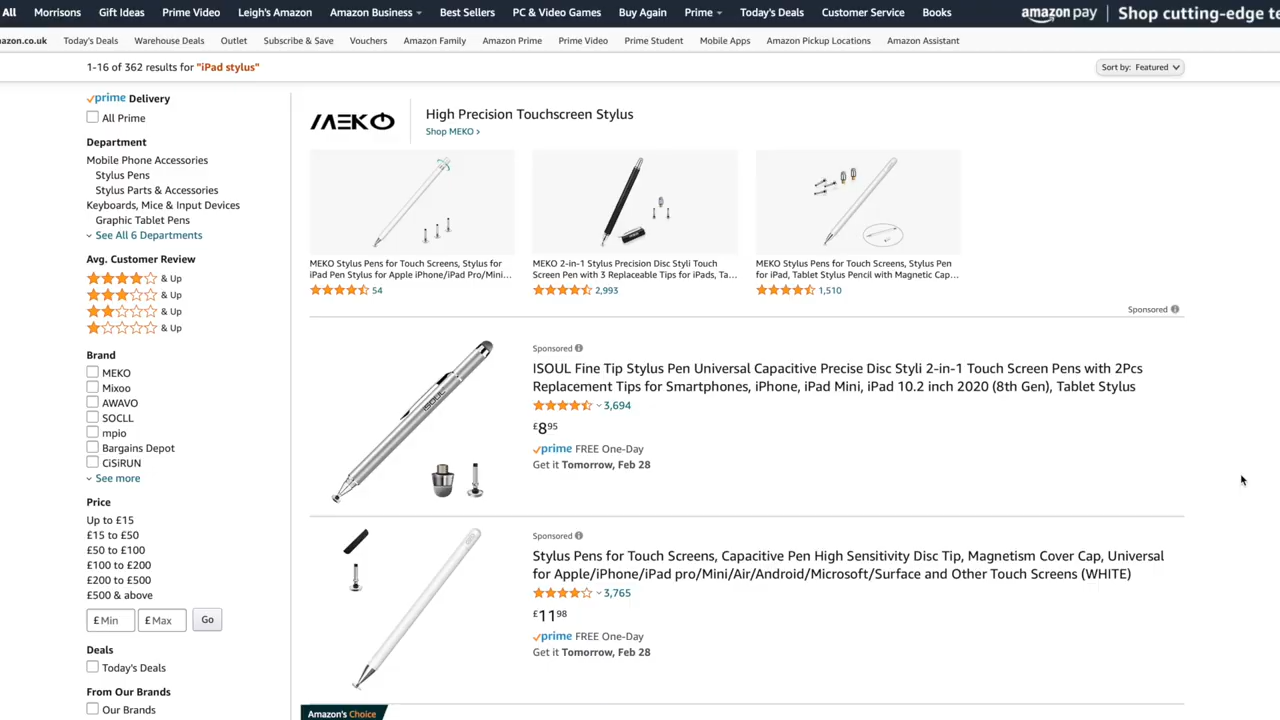 All Morrisons Gift Ideas Prime Video Leigh's Amazon Amazon Business Best Sellers PC & Video Games Buy Again Prime Today's Deals Customer Service Books amazon pay Shop cutting-edge te
azon.co.uk Today's Deals Warehouse Deals Outlet Subscribe & Save Vouchers Amazon Family Amazon Prime Prime Video Prime Student Mobile Apps Amazon Pickup Locations Amazon Assistant
1-16 of 362 results for "iPad stylus"
Sort by: Featured
prime Delivery
All Prime
Department
Mobile Phone Accessories
Stylus Pens
Stylus Parts & Accessories
Keyboards, Mice & Input Devices
Graphic Tablet Pens
See All 6 Departments
Avg. Customer Review
& Up
& Up
& Up
& Up
Brand
MEKO
Mixoo
AWAVO
SOCLL
mpio
Bargains Depot
CiSiRUN
See more
Price
Up to £15
£15 to £50
£50 to £100
£100 to £200
£200 to £500
£500 & above
£ Min £ Max Go
Deals
Today's Deals
From Our Brands
Our Brands
MEKO
High Precision Touchscreen Stylus
Shop MEKO ›
MEKO Stylus Pens for Touch Screens, Stylus for
iPad Pen Stylus for Apple iPhone/iPad Pro/Mini...
54
MEKO 2-in-1 Stylus Precision Disc Styli Touch
Screen Pen with 3 Replaceable Tips for iPads, Ta...
2,993
MEKO Stylus Pens for Touch Screens, Stylus Pen
for iPad, Tablet Stylus Pencil with Magnetic Cap...
1,510
Sponsored
Sponsored
ISOUL Fine Tip Stylus Pen Universal Capacitive Precise Disc Styli 2-in-1 Touch Screen Pens with 2Pcs
Replacement Tips for Smartphones, iPhone, iPad Mini, iPad 10.2 inch 2020 (8th Gen), Tablet Stylus
3,694
£895
prime FREE One-Day
Get it Tomorrow, Feb 28
ISOUL
Sponsored
Stylus Pens for Touch Screens, Capacitive Pen High Sensitivity Disc Tip, Magnetism Cover Cap, Universal
for Apple/iPhone/iPad pro/Mini/Air/Android/Microsoft/Surface and Other Touch Screens (WHITE)
3,765
£1198
prime FREE One-Day
Get it Tomorrow, Feb 28
Amazon's Choice